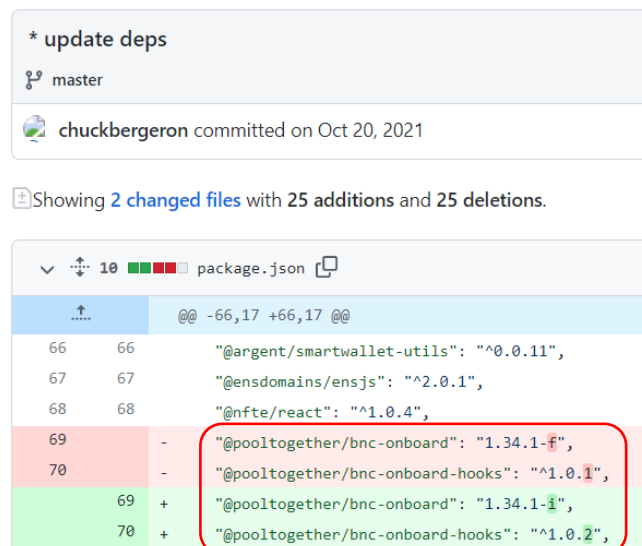 * update deps
master
chuckbergeron committed on Oct 20, 2021
Showing 2 changed files with 25 additions and 25 deletions.
10 package.json
@@ -66,17 +66,17 @@
66 66 "@argent/smartwallet-utils": "^0.0.11",
67 67 "@ensdomains/ensjs": "^2.0.1",
68 68 "@nfte/react": "^1.0.4",
69 - "@pooltogether/bnc-onboard": "1.34.1-f",
70 - "@pooltogether/bnc-onboard-hooks": "^1.0.1",
69 + "@pooltogether/bnc-onboard": "1.34.1-i",
70 + "@pooltogether/bnc-onboard-hooks": "^1.0.2",